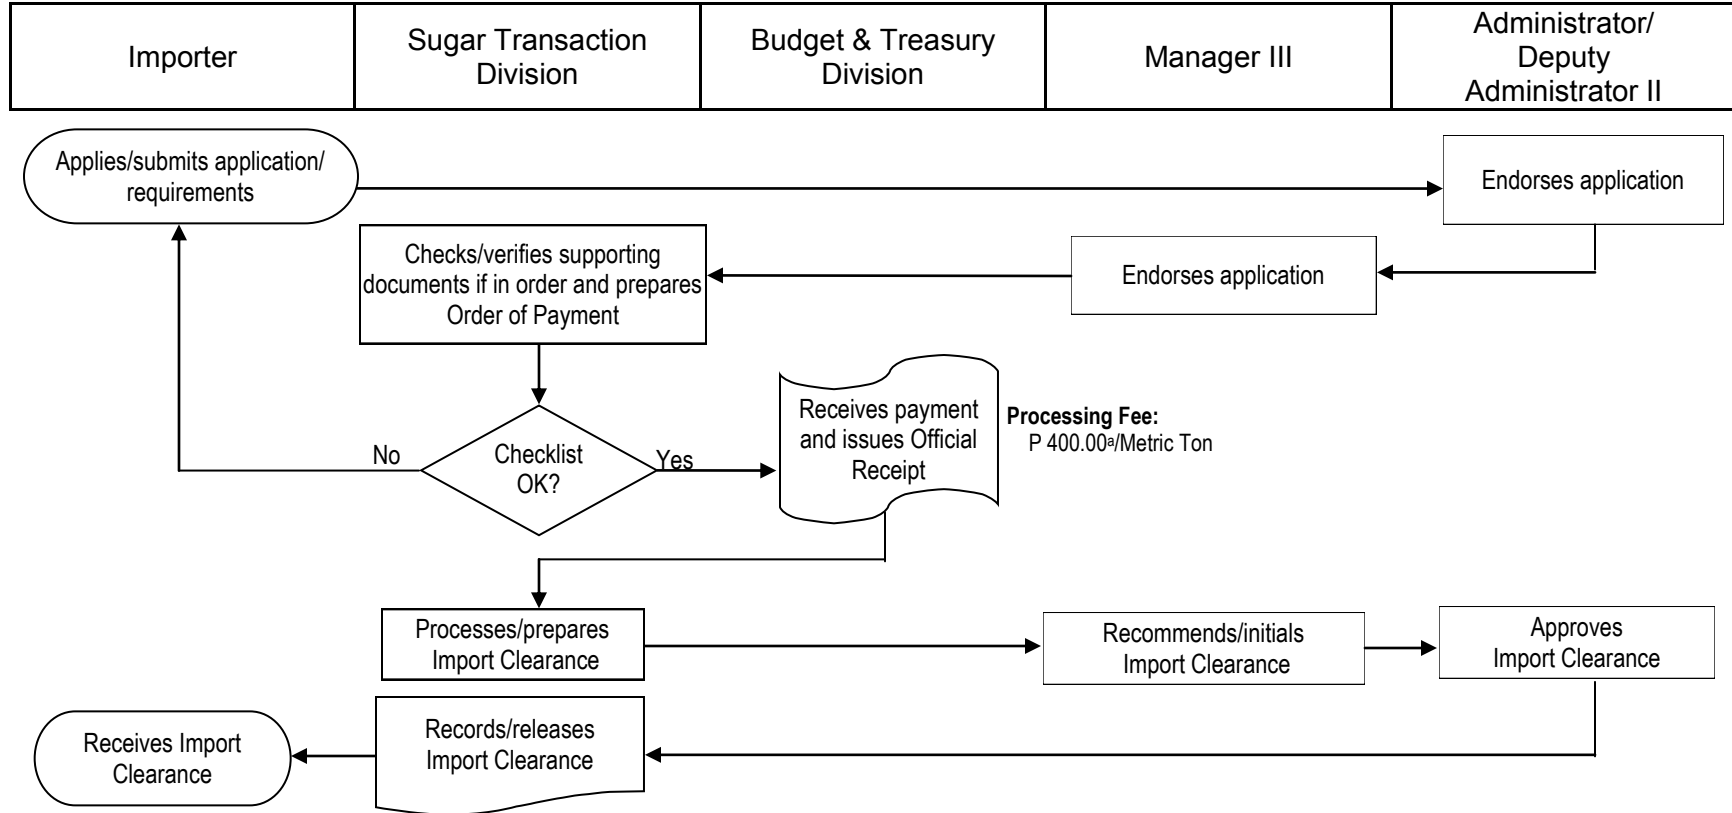 Importer
Sugar Transaction
Division
Budget & Treasury
Division
Manager III
Administrator/
Deputy
Administrator II
Applies/submits application/
requirements
Endorses application
Checks/verifies supporting
documents if in order and prepares
Order of Payment
Endorses application
Checklist
OK?
No
Yes
Receives payment
and issues Official
Receipt
Processing Fee:
P 400.00ª/Metric Ton
Processes/prepares
Import Clearance
Recommends/initials
Import Clearance
Approves
Import Clearance
Records/releases
Import Clearance
Receives Import
Clearance